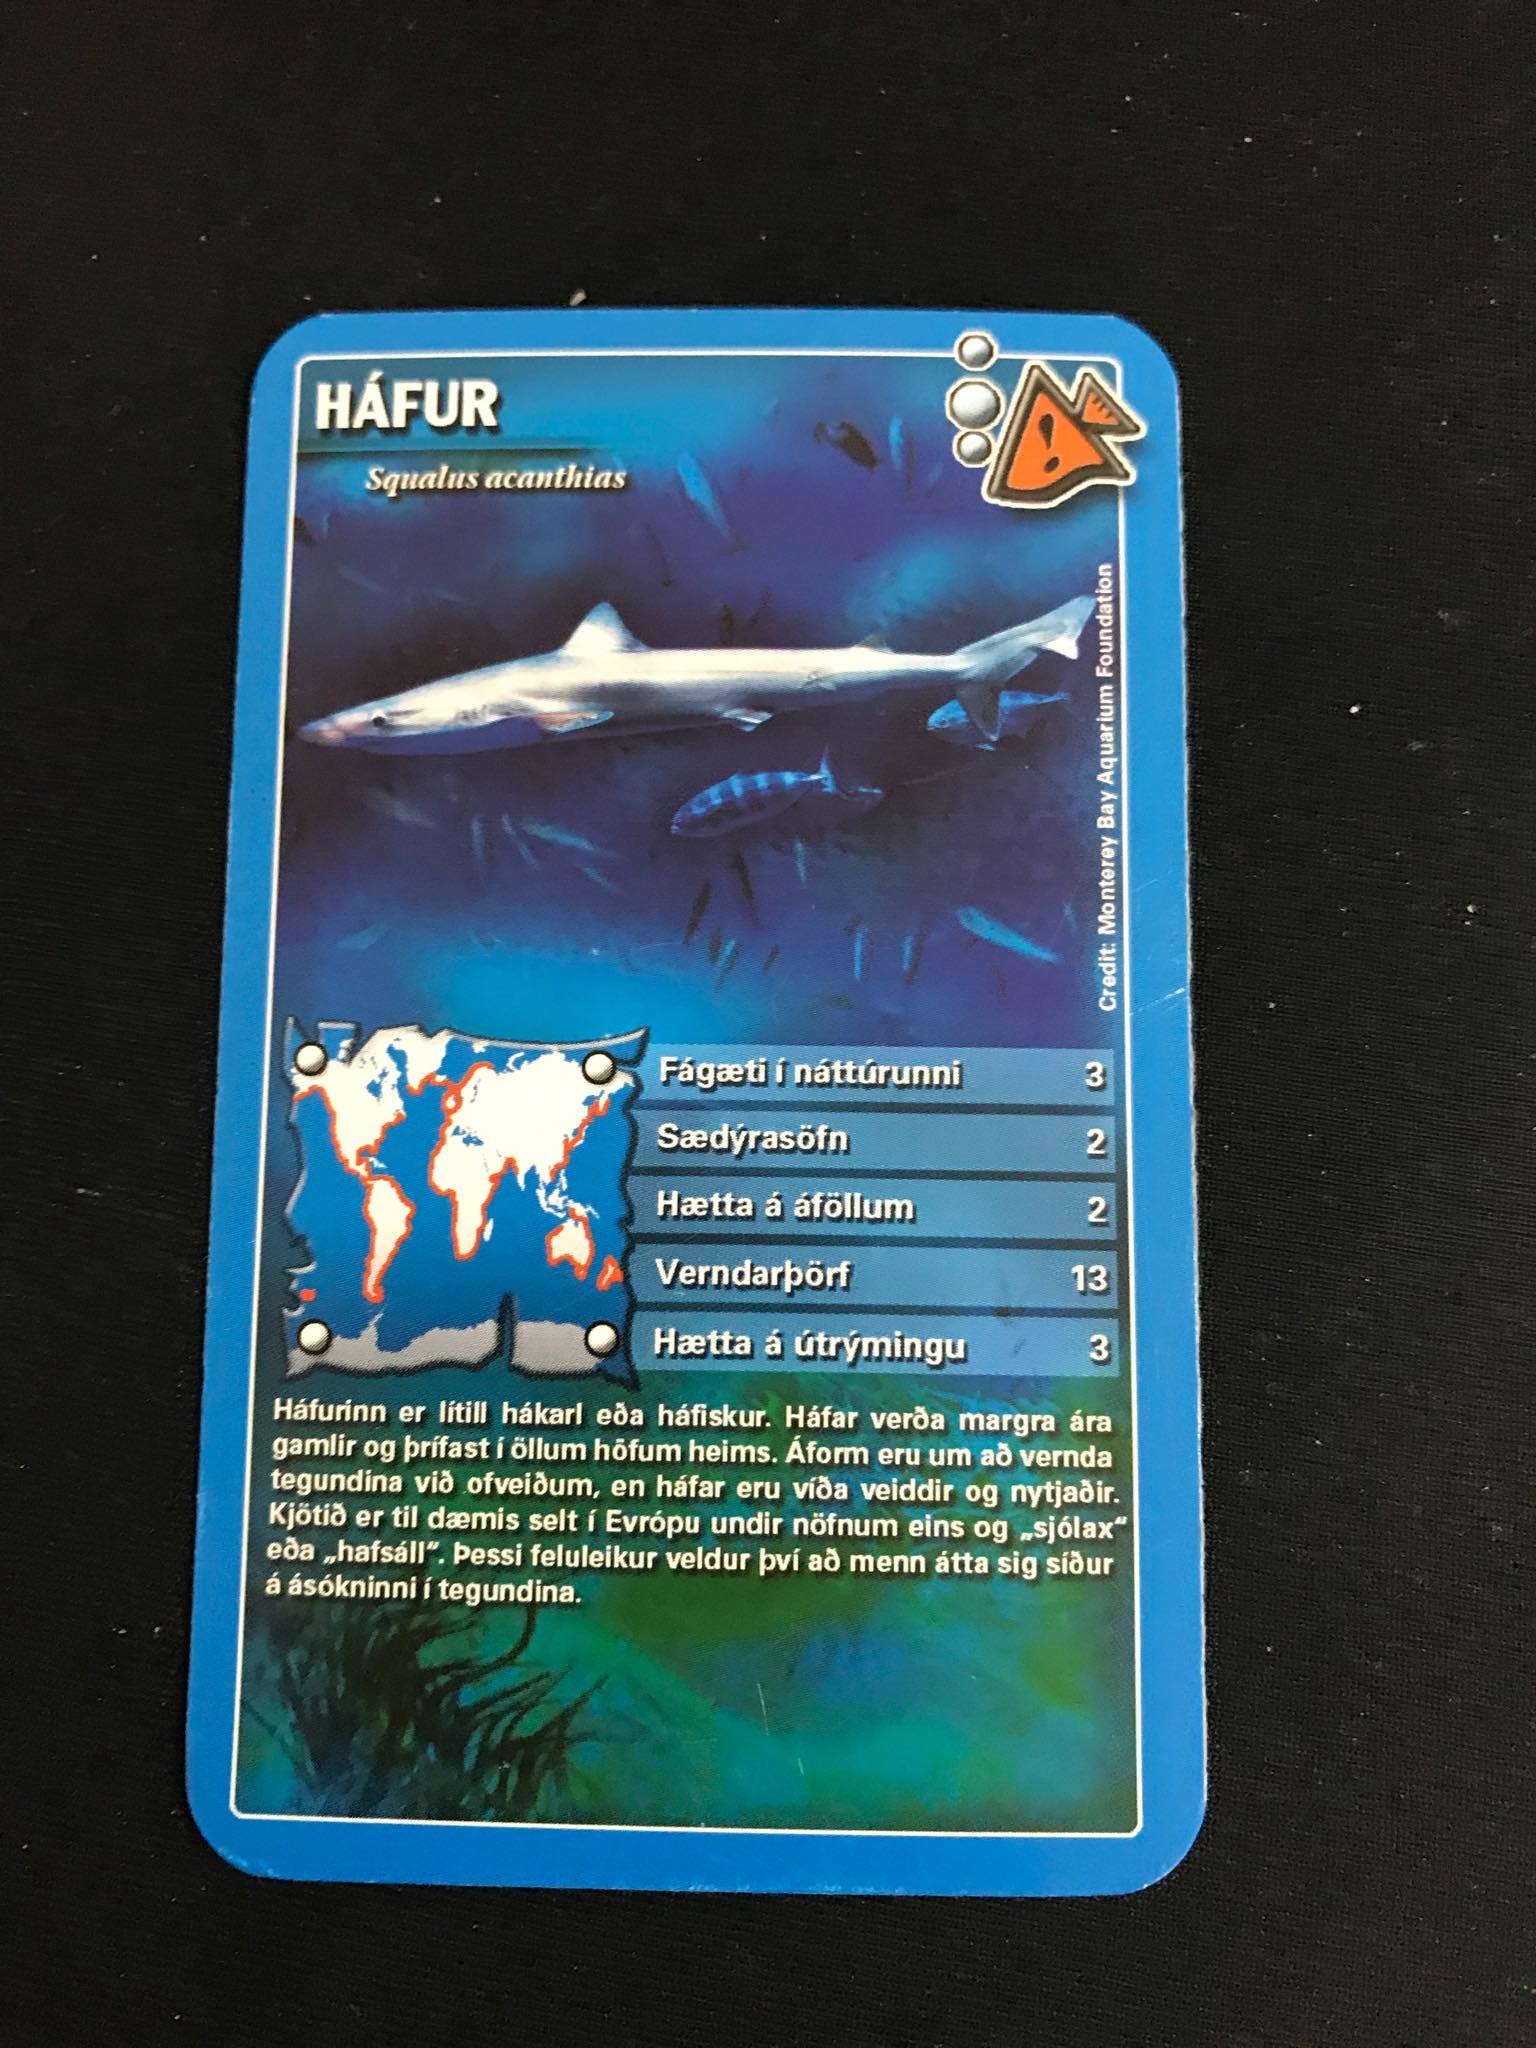 HÁFUR
Squalus acanthias
Credit: Monterey Bay Aquarium Foundation
Fágæti í náttúrunni 3
Sædýrasöfn 2
Hætta á áföllum 2
Verndarþörf 13
Hætta á útrýmingu 3
Háfurinn er lítill hákarl eða háfiskur. Háfar verða margra ára
gamlir og þrífast í öllum höfum heims. Áform eru um að vernda
tegundina við ofveiðum, en háfar eru víða veiddir og nytjaðir.
Kjötið er til dæmis selt í Evrópu undir nöfnum eins og „sjólax“
eða „hafsáll“. Þessi feluleikur veldur því að menn átta sig síður
á ásókninni í tegundina.